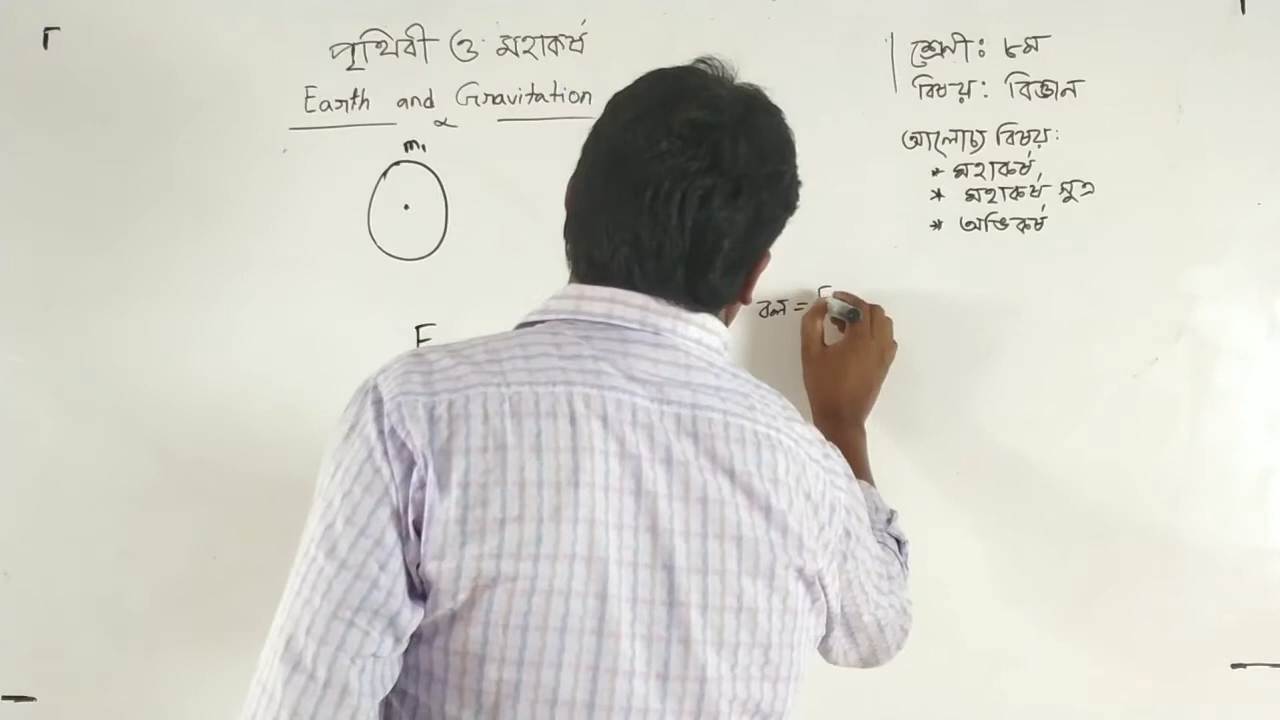 পৃথিবী ও মহাকর্ষ
Earth and Gravitation
∝
m₁
F
বল = F
শ্রেণী: ৮ম
বিষয়: বিজ্ঞান
আলোচ্য বিষয়:
* মহাকর্ষ,
* মহাকর্ষ সূত্র
* অভিকর্ষ